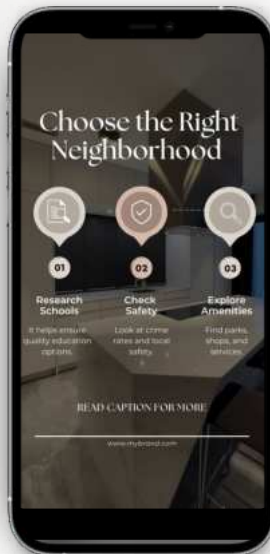 Choose the Right
Neighborhood
01
02
03
Research
Schools
Check
Safety
Explore
Amenities
It helps ensure
quality education
options.
Look at crime
rates and local
safety.
Find parks,
shops, and
services.
READ CAPTION FOR MORE
www.mybrand.com